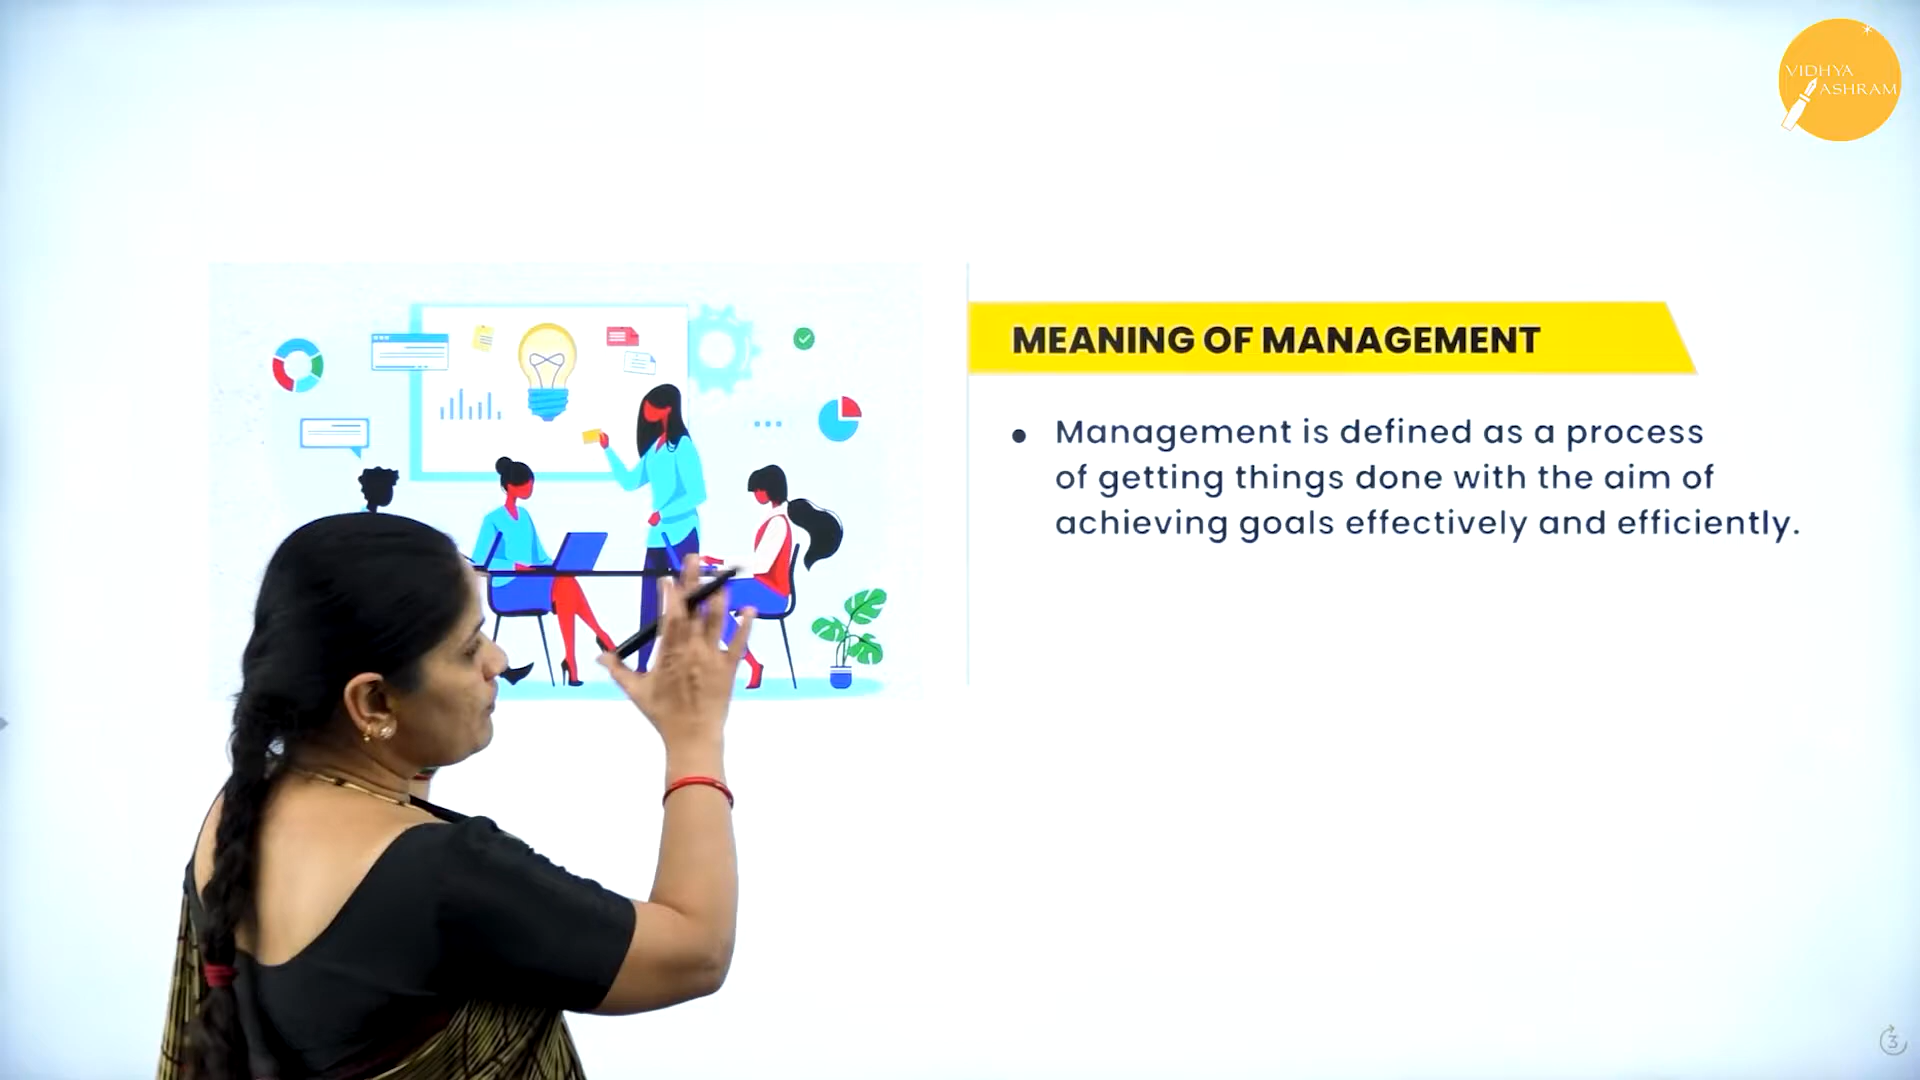 VIDHYA
ASHRAM
MEANING OF MANAGEMENT
• Management is defined as a process
of getting things done with the aim of
achieving goals effectively and efficiently.
3